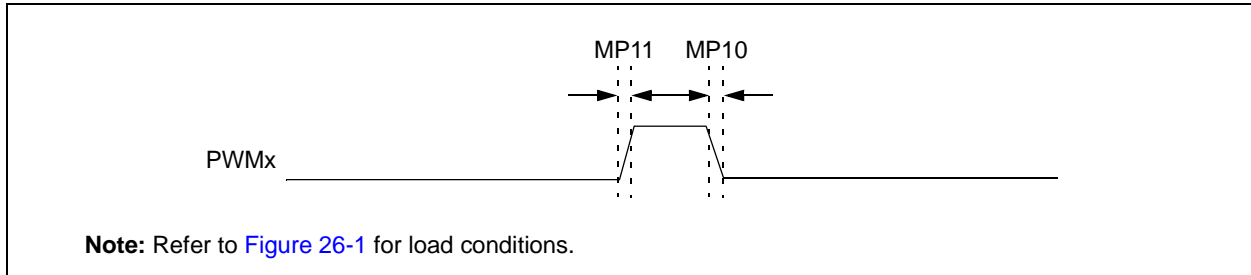 MP11 MP10
PWMx
Note: Refer to Figure 26-1 for load conditions.